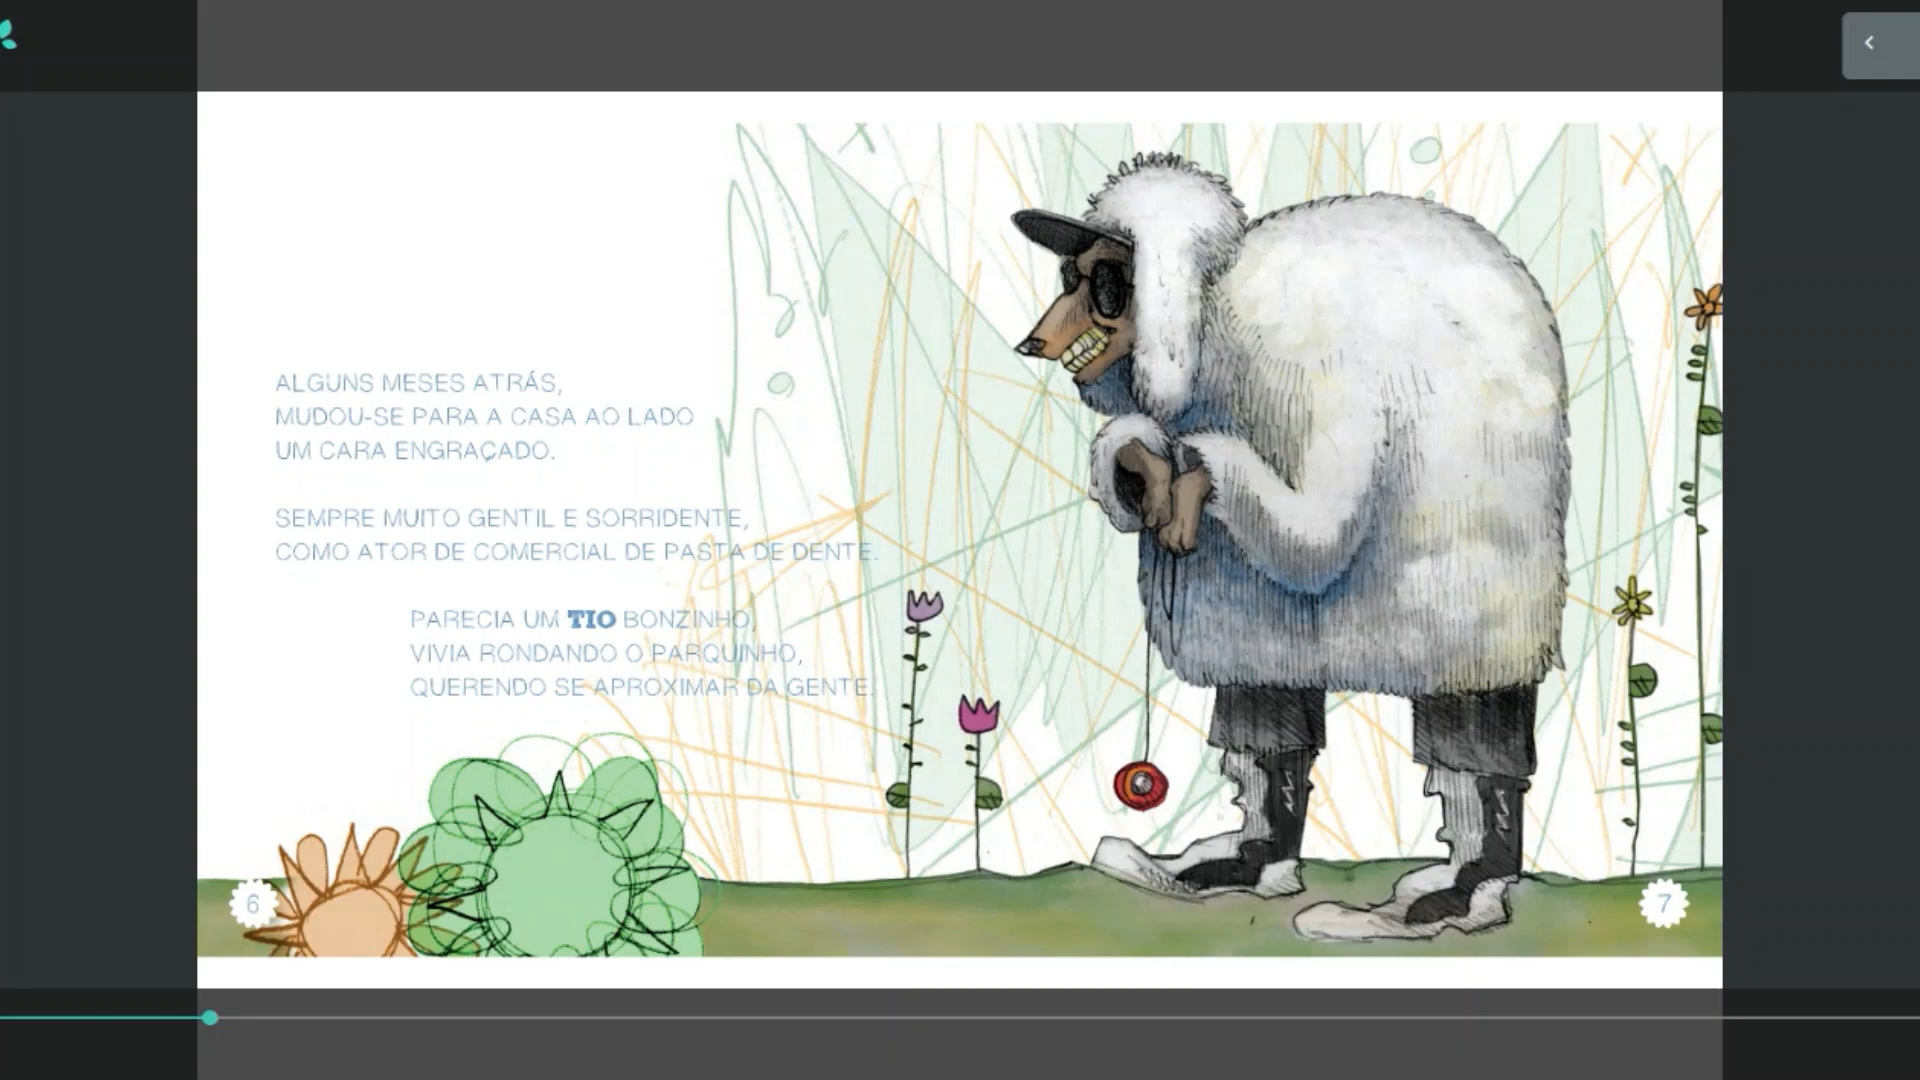 ALGUNS MESES ATRÁS,
MUDOU-SE PARA A CASA AO LADO
UM CARA ENGRAÇADO.
SEMPRE MUITO GENTIL E SORRIDENTE,
COMO ATOR DE COMERCIAL DE PASTA DE DENTE.
PARECIA UM TIO BONZINHO,
VIVIA RONDANDO O PARQUINHO,
QUERENDO SE APROXIMAR DA GENTE.
6
7